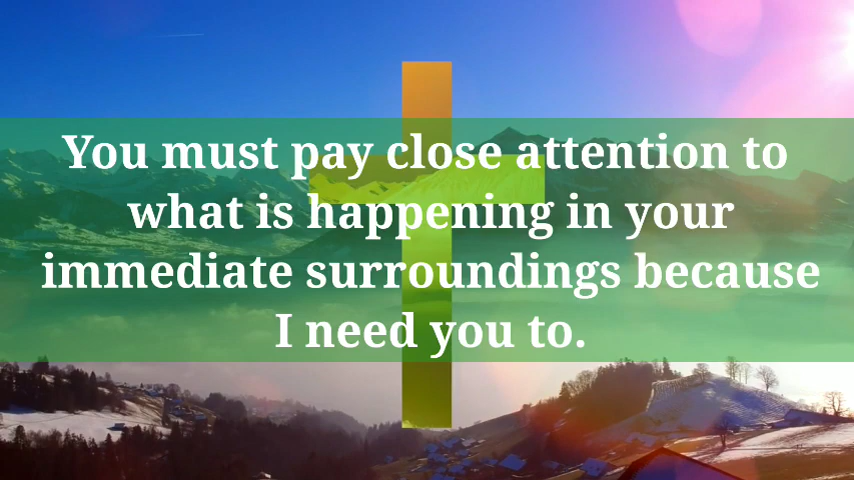 You must pay close attention to
what is happening in your
immediate surroundings because
I need you to.